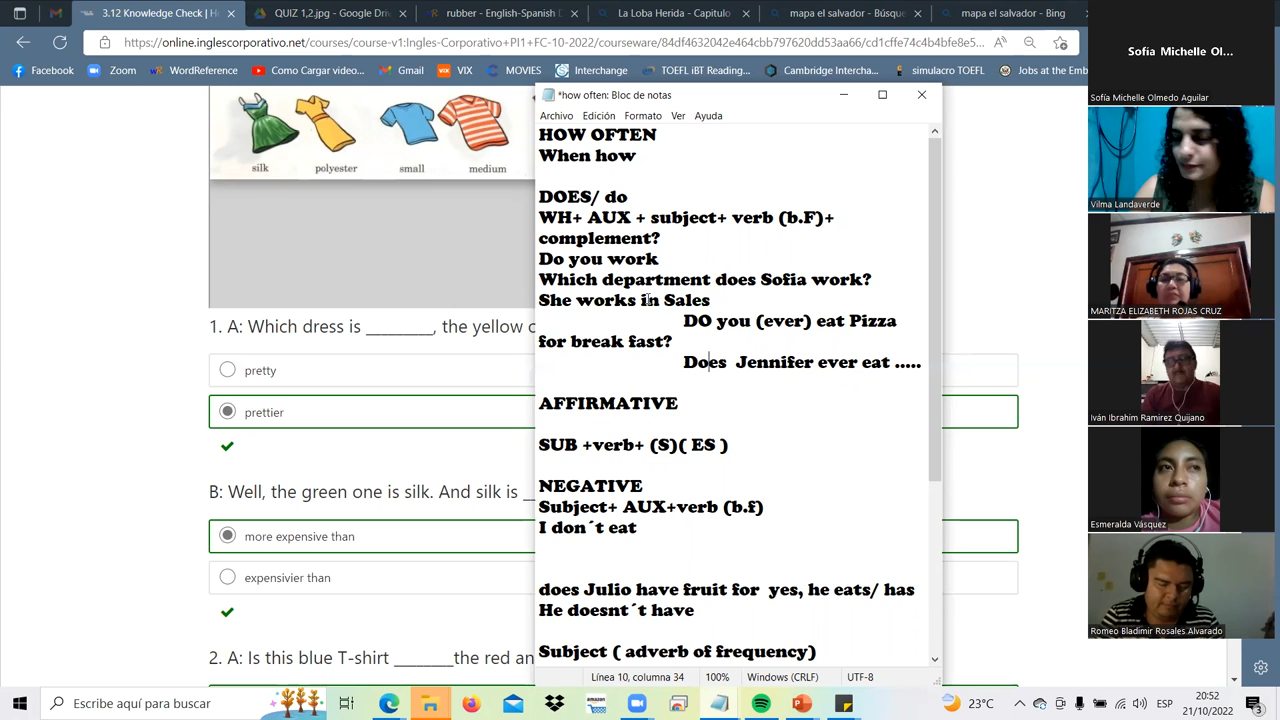 3.12 Knowledge Check | H
QUIZ 1,2.jpg - Google Driv
rubber - English-Spanish D
La Loba Herida - Capitulo
mapa el salvador - Búsque
mapa el salvador - Bing
https://online.inglescorporativo.net/courses/course-v1:Ingles-Corporativo+PI1+FC-10-2022/courseware/84df4632042e464cbb797620dd53aa66/cd1cffe74c4b4bfe8e5...
Facebook
Zoom
WordReference
Como Cargar video...
Gmail
VIX
MOVIES
Interchange
TOEFL iBT Reading...
Cambridge Interchan...
simulacro TOEFL
Jobs at the Emb
silk
polyester
small
medium
1. A: Which dress is ________, the yellow o
pretty
prettier
B: Well, the green one is silk. And silk is __
more expensive than
expensivier than
2. A: Is this blue T-shirt ________the red an
*how often: Bloc de notas
Archivo Edición Formato Ver Ayuda
HOW OFTEN
When how
DOES/ do
WH+ AUX + subject+ verb (b.F)+
complement?
Do you work
Which department does Sofia work?
She works in Sales
DO you (ever) eat Pizza
for break fast?
Does  Jennifer ever eat .....
AFFIRMATIVE
SUB +verb+ (S)( ES )
NEGATIVE
Subject+ AUX+verb (b.f)
I don´t eat
does Julio have fruit for  yes, he eats/ has
He doesnt´t have
Subject ( adverb of frequency)
Línea 10, columna 34
100%
Windows (CRLF)
UTF-8
Sofía Michelle Ol...
Sofía Michelle Olmedo Aguilar
Vilma Landaverde
MARITZA ELIZABETH ROJAS CRUZ
Iván Ibrahim Ramirez Quijano
Esmeralda Vásquez
Romeo Bladimir Rosales Alvarado
Escribe aquí para buscar
amazon
23°C
ESP
20:52
21/10/2022
3